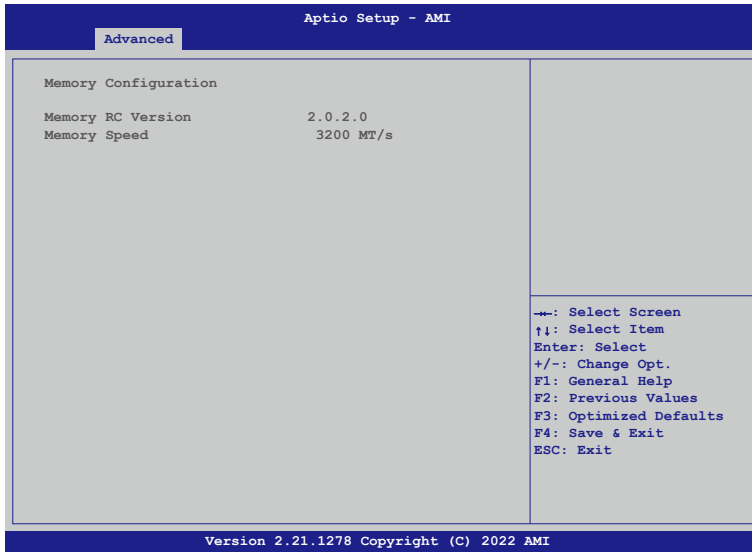 Aptio Setup - AMI
Advanced
Memory Configuration
Memory RC Version 2.0.2.0
Memory Speed 3200 MT/s
→←: Select Screen
↑↓: Select Item
Enter: Select
+/-: Change Opt.
F1: General Help
F2: Previous Values
F3: Optimized Defaults
F4: Save & Exit
ESC: Exit
Version 2.21.1278 Copyright (C) 2022 AMI